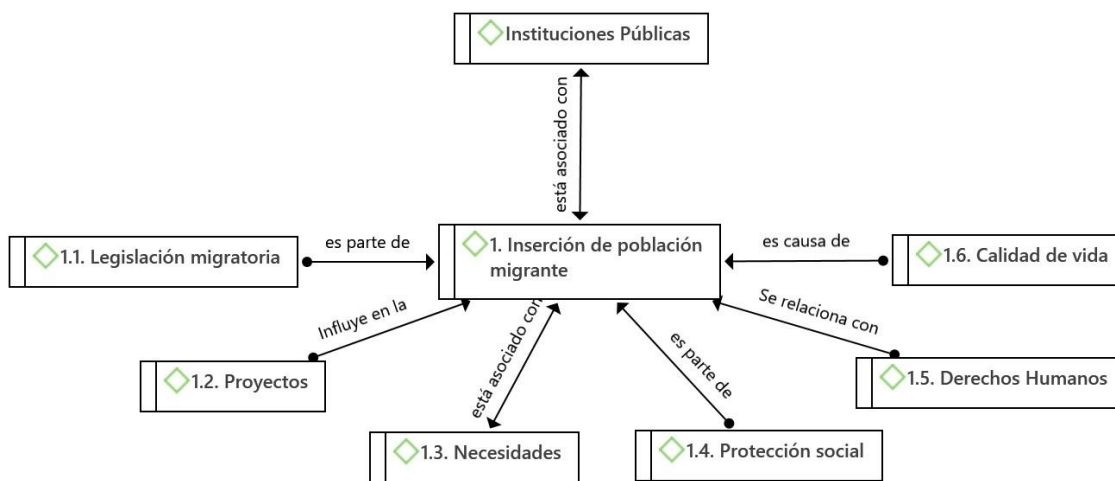 Instituciones Públicas
está asociado con
1. Inserción de población
migrante
es parte de
1.1. Legislación migratoria
es causa de
1.6. Calidad de vida
Influye en la
1.2. Proyectos
está asociado con
1.3. Necesidades
es parte de
1.4. Protección social
Se relaciona con
1.5. Derechos Humanos